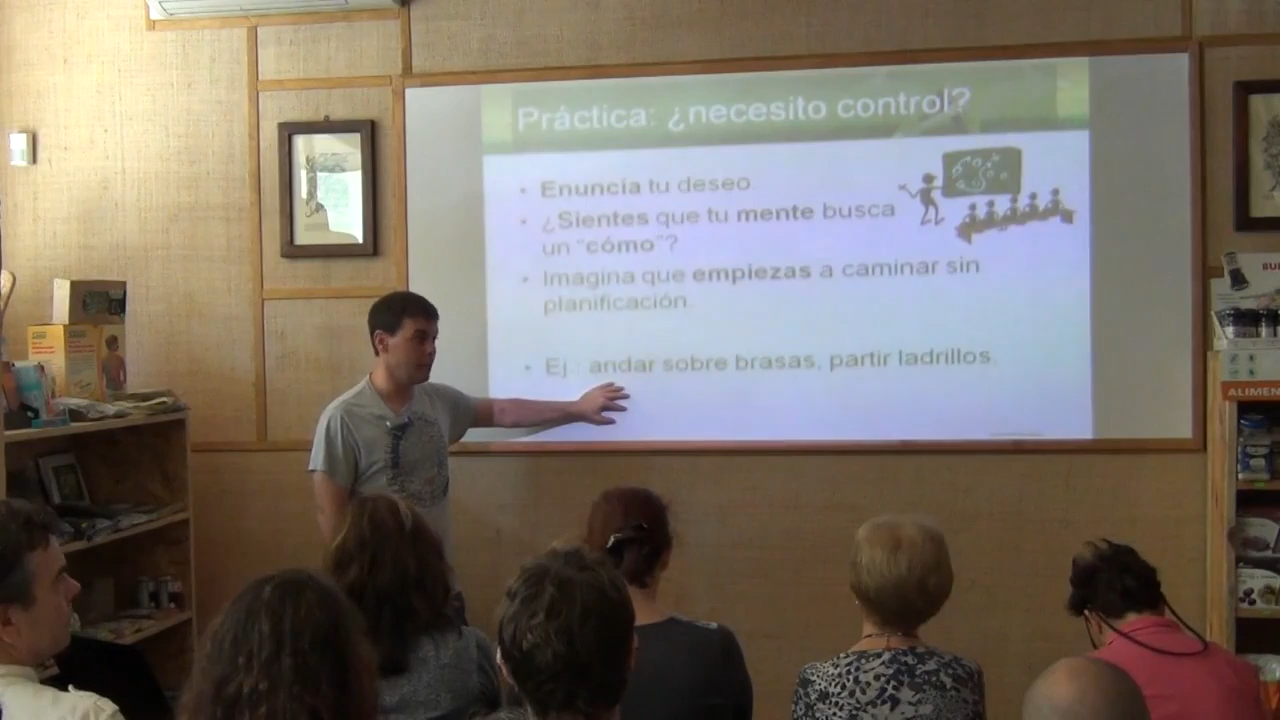 Práctica: ¿necesito control?
• Enuncia tu deseo
• ¿Sientes que tu mente busca
un "cómo"?
• Imagina que empiezas a caminar sin
planificación.
• Ej.: andar sobre brasas, partir ladrillos.
ALIMEN